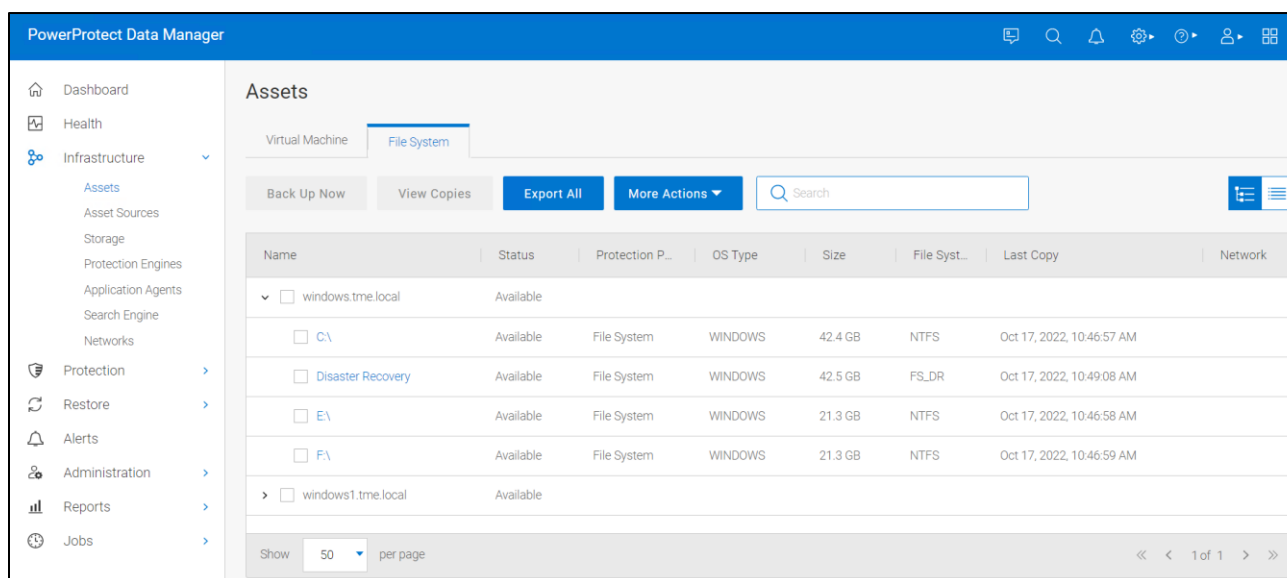 PowerProtect Data Manager
Dashboard
Health
Infrastructure
Assets
Asset Sources
Storage
Protection Engines
Application Agents
Search Engine
Networks
Protection
Restore
Alerts
Administration
Reports
Jobs
Assets
Virtual Machine File System
Back Up Now View Copies Export All More Actions Search
Name Status Protection P... OS Type Size File Syst... Last Copy Network
windows.tme.local Available
C:\ Available File System WINDOWS 42.4 GB NTFS Oct 17, 2022, 10:46:57 AM
Disaster Recovery Available File System WINDOWS 42.5 GB FS_DR Oct 17, 2022, 10:49:08 AM
E:\ Available File System WINDOWS 21.3 GB NTFS Oct 17, 2022, 10:46:58 AM
F:\ Available File System WINDOWS 21.3 GB NTFS Oct 17, 2022, 10:46:59 AM
windows1.tme.local Available
Show 50 per page 1 of 1